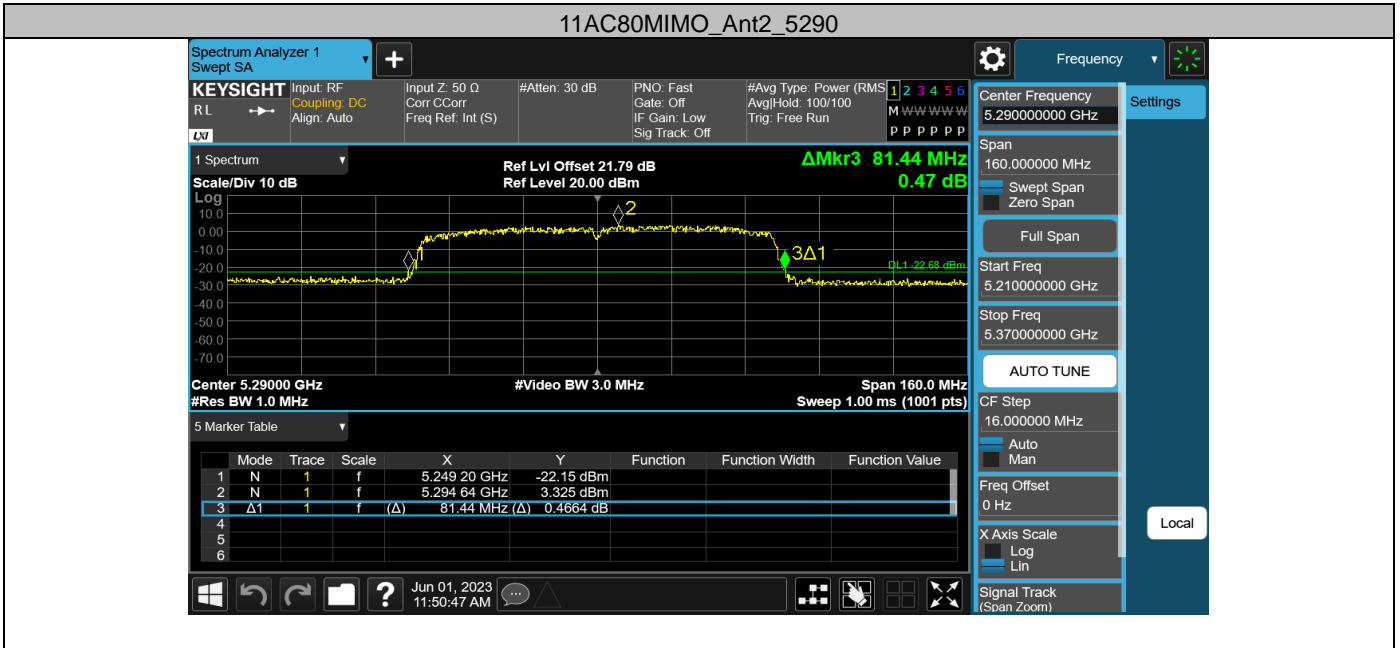 11AC80MIMO_Ant2_5290
Spectrum Analyzer 1
Swept SA
Frequency
KEYSIGHT
RL
LXI
Input: RF
Coupling: DC
Align: Auto
Input Z: 50 Ω
Corr CCorr
Freq Ref: Int (S)
#Atten: 30 dB
PNO: Fast
Gate: Off
IF Gain: Low
Sig Track: Off
#Avg Type: Power (RMS
Avg|Hold: 100/100
Trig: Free Run
1 2 3 4 5 6
M W W W W W
P P P P P P
1 Spectrum
Scale/Div 10 dB
Ref Lvl Offset 21.79 dB
Ref Level 20.00 dBm
ΔMkr3 81.44 MHz
0.47 dB
Log
10.0
0.00
-10.0
-20.0
-30.0
-40.0
-50.0
-60.0
-70.0
1
2
3Δ1
DL1 -22.68 dBm
Center 5.29000 GHz
#Video BW 3.0 MHz
Span 160.0 MHz
#Res BW 1.0 MHz
Sweep 1.00 ms (1001 pts)
5 Marker Table
Mode Trace Scale X Y Function Function Width Function Value
1 N 1 f 5.249 20 GHz -22.15 dBm
2 N 1 f 5.294 64 GHz 3.325 dBm
3 Δ1 1 f (Δ) 81.44 MHz (Δ) 0.4664 dB
4
5
6
Jun 01, 2023
11:50:47 AM
Center Frequency
5.290000000 GHz
Span
160.000000 MHz
Swept Span
Zero Span
Full Span
Start Freq
5.210000000 GHz
Stop Freq
5.370000000 GHz
AUTO TUNE
CF Step
16.000000 MHz
Auto
Man
Freq Offset
0 Hz
X Axis Scale
Log
Lin
Signal Track
(Span Zoom)
Settings
Local